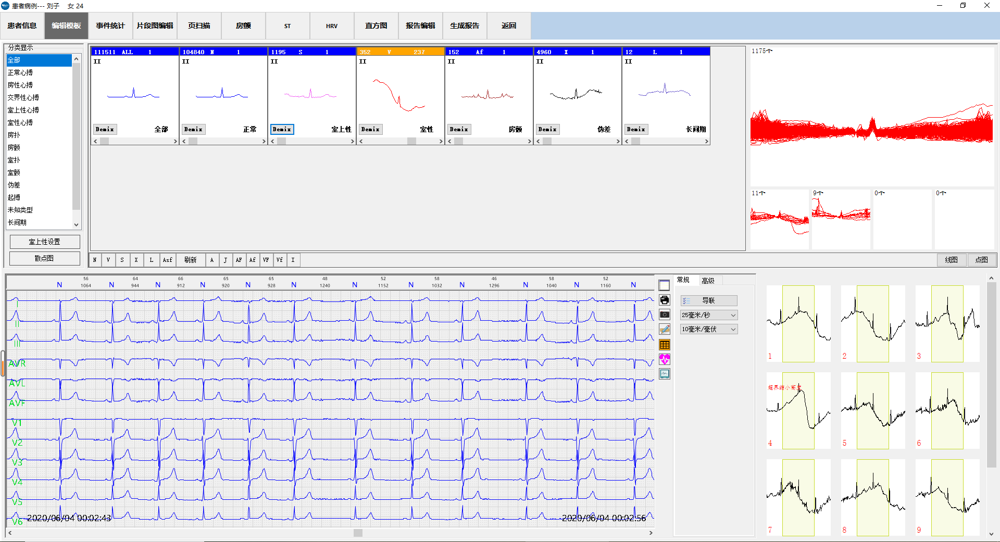 患者病例--- 刘子 女 24
患者信息 编辑模板 事件统计 片段图编辑 页扫描 房颤 ST HRV 直方图 报告编辑 生成报告 返回
分类显示
全部
正常心搏
房性心搏
交界性心搏
室上性心搏
室性心搏
房扑
房颤
室扑
室颤
伪差
起搏
未知类型
长间期
室上性设置
散点图
111511 ALL 1
II
Demix 全部
104840 N 1
II
Demix 正常
1195 S 1
II
Demix 室上性
352 V 237
II
Demix 室性
152 Af 1
II
Demix 房颤
4960 X 1
II
Demix 伪差
12 L 1
II
Demix 长间期
N V S X L Asf 刷新 A J AF Af VF Vf I
1175个
11个 9个 0个 0个
线图 点图
56 64 66 65 65 48 52 58 46 58 52
N 1064 N 944 N 912 N 920 N 928 N 1240 N 1152 N 1032 N 1296 N 1040 N 1160 N
I
II
III
AVR
AVL
AVF
V1
V2
V3
V4
V5
V6
2020/06/04 00:02:43 2020/06/04 00:02:56
常规 高级
导联
25毫米/秒
10毫米/毫伏
1 2 3
超界缩小高度
4 5 6
7 8 9